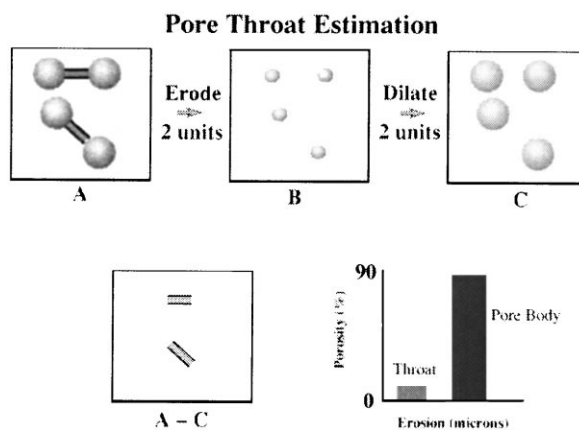 Pore Throat Estimation
Erode
2 units
Dilate
2 units
A
B
C
A – C
90
Porosity (%)
Pore Body
Throat
0
Erosion (microns)